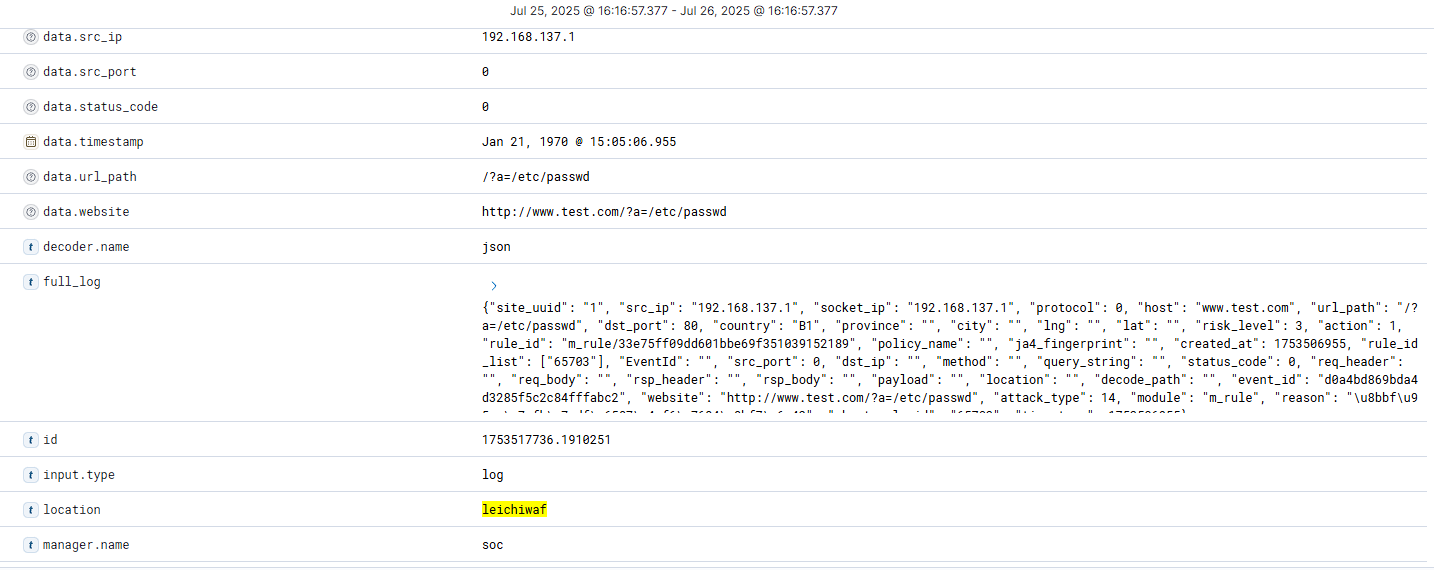 Jul 25, 2025 @ 16:16:57.377 - Jul 26, 2025 @ 16:16:57.377
data.src_ip 192.168.137.1
data.src_port 0
data.status_code 0
data.timestamp Jan 21, 1970 @ 15:05:06.955
data.url_path /?a=/etc/passwd
data.website http://www.test.com/?a=/etc/passwd
decoder.name json
full_log
{"site_uuid": "1", "src_ip": "192.168.137.1", "socket_ip": "192.168.137.1", "protocol": 0, "host": "www.test.com", "url_path": "/?
a=/etc/passwd", "dst_port": 80, "country": "B1", "province": "", "city": "", "lng": "", "lat": "", "risk_level": 3, "action": 1,
"rule_id": "m_rule/33e75ff09dd601bbe69f351039152189", "policy_name": "", "ja4_fingerprint": "", "created_at": 1753506955, "rule_id
_list": ["65703"], "EventId": "", "src_port": 0, "dst_ip": "", "method": "", "query_string": "", "status_code": 0, "req_header":
"", "req_body": "", "rsp_header": "", "rsp_body": "", "payload": "", "location": "", "decode_path": "", "event_id": "d0a4bd869bda4
d3285f5c2c84fffabc2", "website": "http://www.test.com/?a=/etc/passwd", "attack_type": 14, "module": "m_rule", "reason": "\u8bbf\u9
id 1753517736.1910251
input.type log
location leichiwaf
manager.name soc